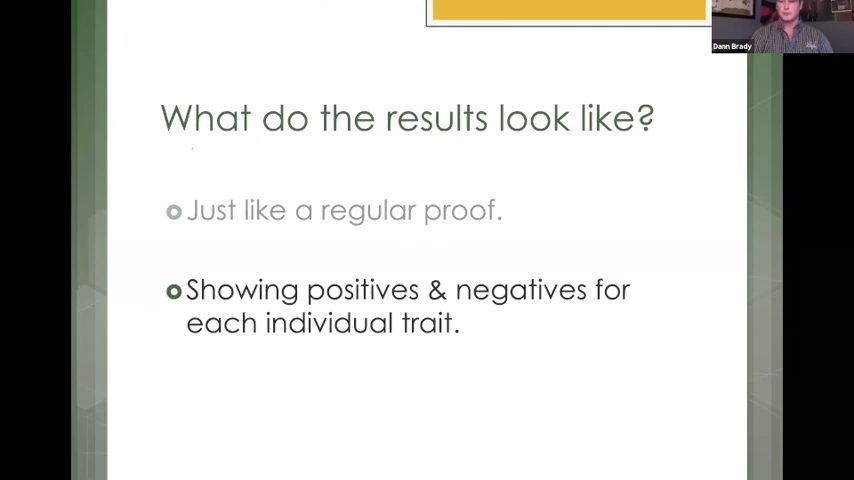 Dann Brady
What do the results look like?
Just like a regular proof.
Showing positives & negatives for
each individual trait.